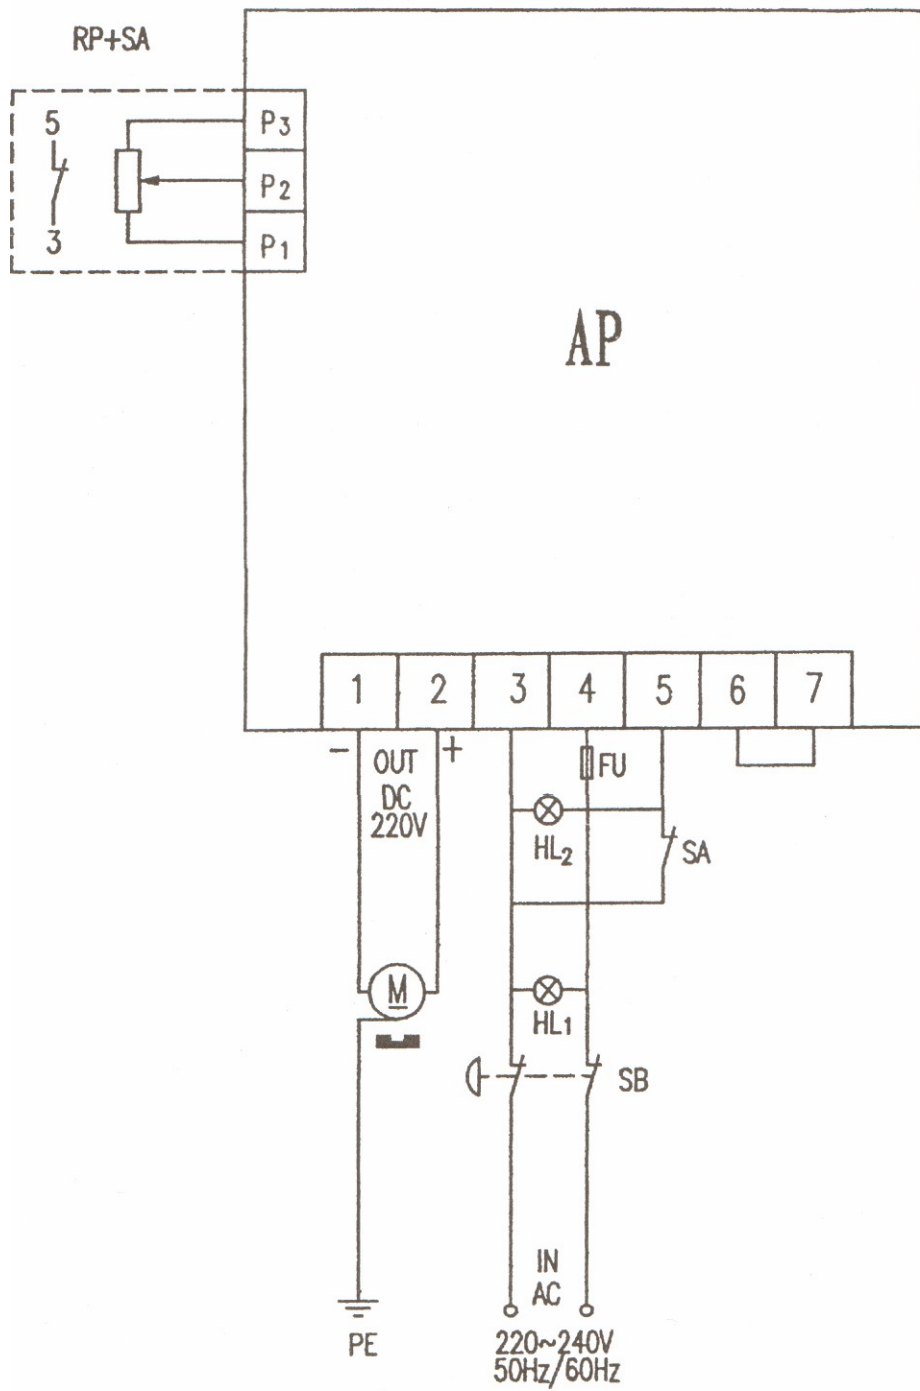 RP+SA
5
3
P3
P2
P1
AP
1 2 3 4 5 6 7
- OUT +
DC
220V
FU
HL2
SA
M
HL1
SB
IN
AC
PE
220~240V
50Hz/60Hz